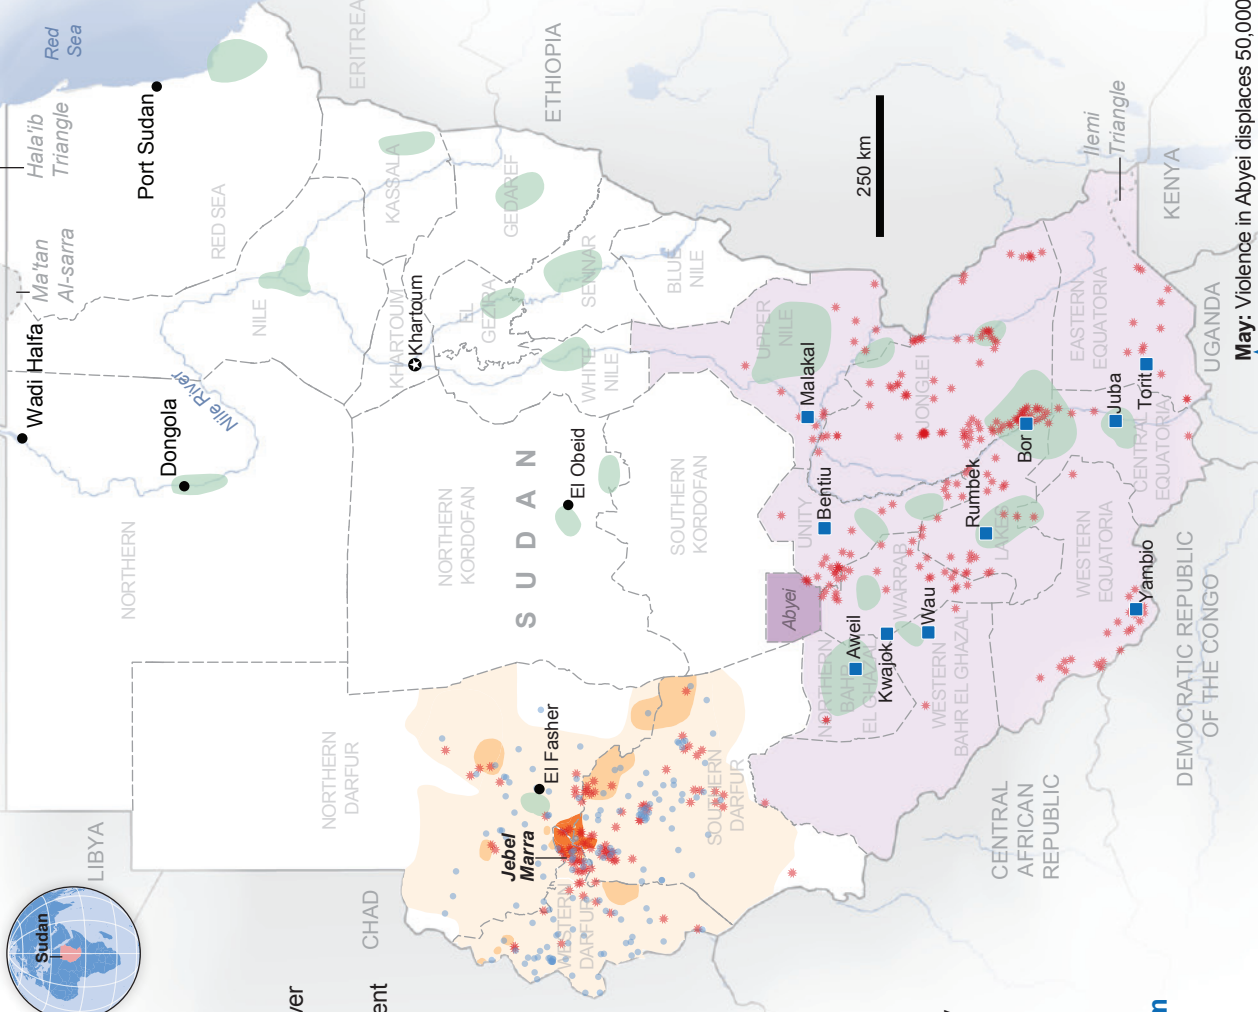 Wadi Halfa
Ma'tan
Al-sarra
Hala'ib
Triangle
Red
Sea
Sudan
LIBYA
Port Sudan
NORTHERN
Dongola
Nile River
RED SEA
NILE
ver
NORTHERN
DARFUR
CHAD
ERITREA
ent
KASSALA
KHARTOUM
Khartoum
NORTHERN
KORDOFAN
EL
GEZIRA
GEDAREF
SUDAN
Jebel
Marra
El Fasher
El Obeid
ETHIOPIA
WESTERN
DARFUR
WHITE
NILE
SENNAR
SOUTHERN
KORDOFAN
BLUE
NILE
SOUTHERN
DARFUR
UPPER
NILE
Abyei
Malakal
UNITY
Bentiu
NORTHERN
BAHR
EL GHAZAL
Aweil
250 km
Kwajok
WARRAB
Wau
JONGLEI
WESTERN
BAHR EL GHAZAL
Rumbek
LAKES
CENTRAL
AFRICAN
REPUBLIC
Bor
WESTERN
EQUATORIA
EASTERN
EQUATORIA
Ilemi
Triangle
Juba
CENTRAL
EQUATORIA
Torit
Yambio
KENYA
DEMOCRATIC REPUBLIC
OF THE CONGO
UGANDA
m
May: Violence in Abyei displaces 50,000